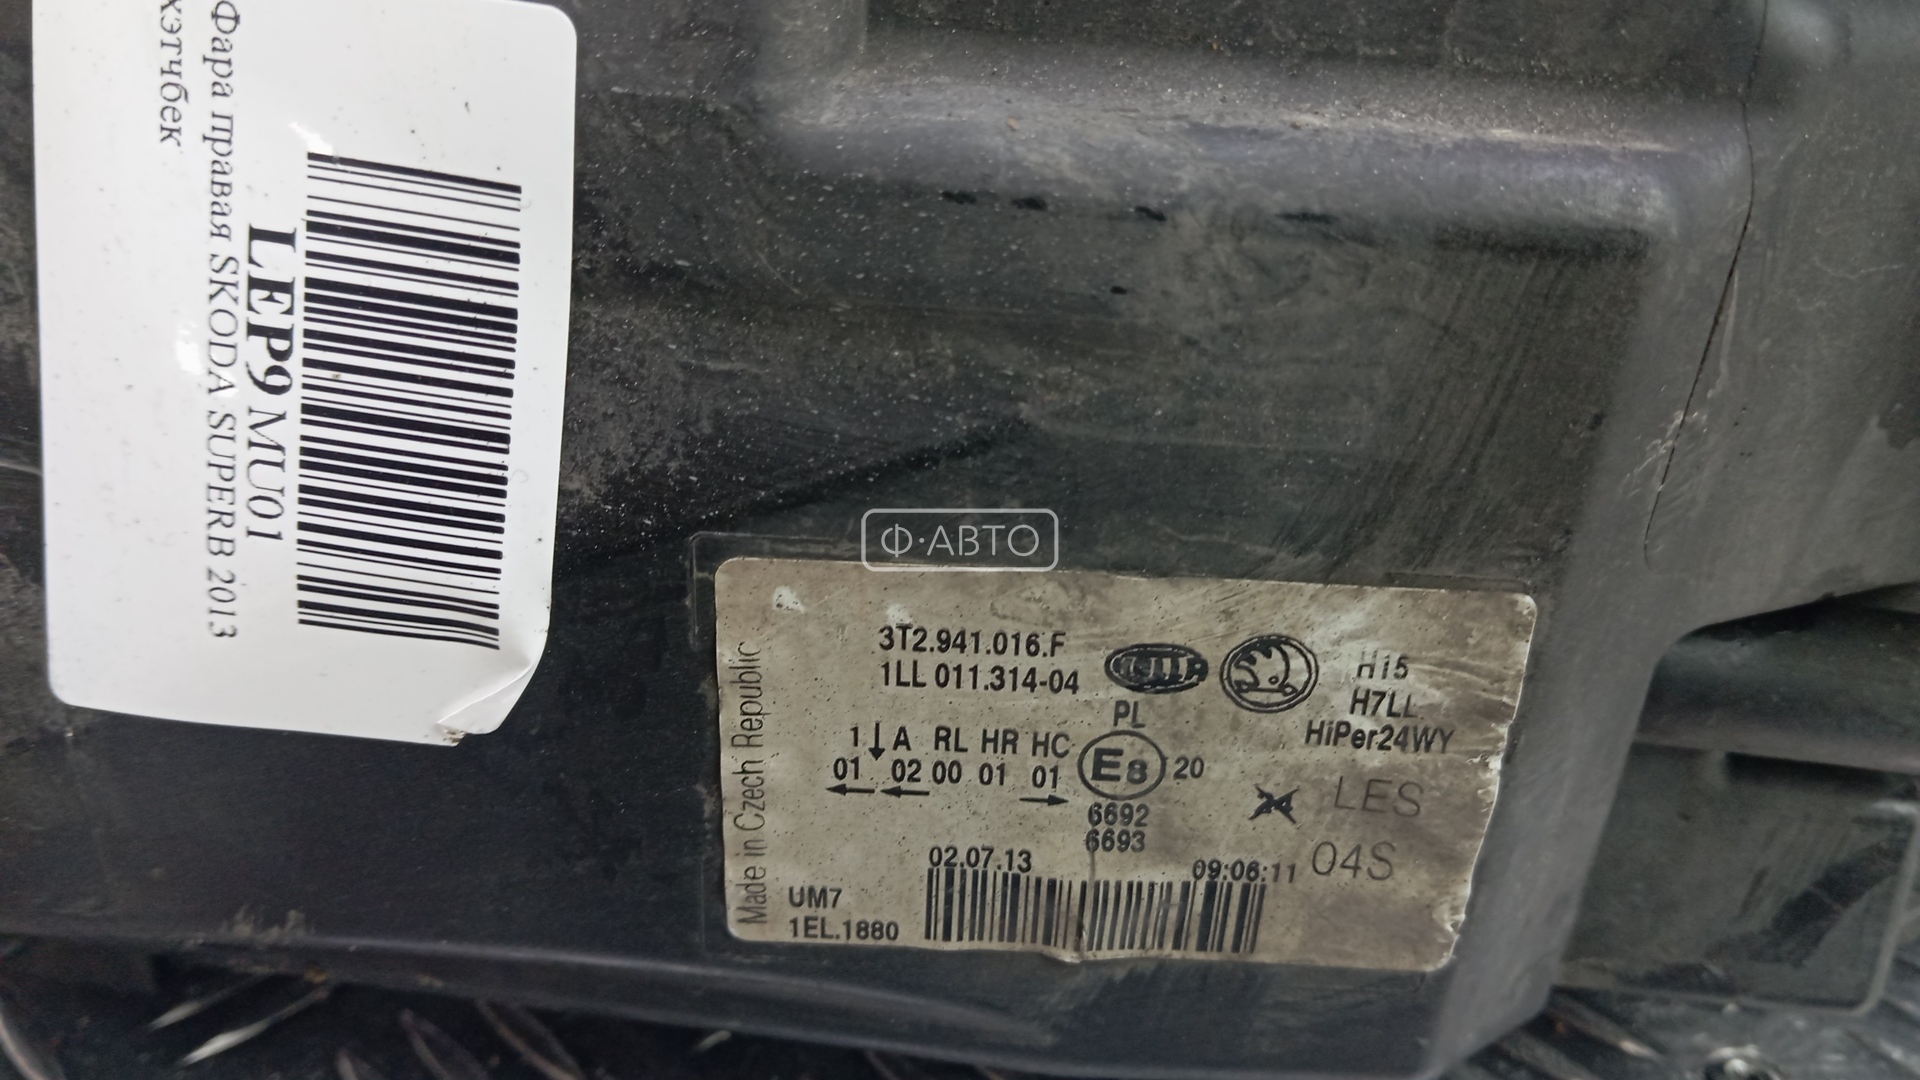 Фара правая SKODA SUPERB 2013
хэтчбек
LEP9 MU01
Ф·АВТО
Made in Czech Republic
3T2.941.016.F
1LL 011.314-04
HELLA
H15
H7LL
HiPer24WY
PL
1 ↓ A RL HR HC
01 02 00 01 01
E8 20
6692
6693
LES
04S
02.07.13
09:06:11
UM7
1EL.1880